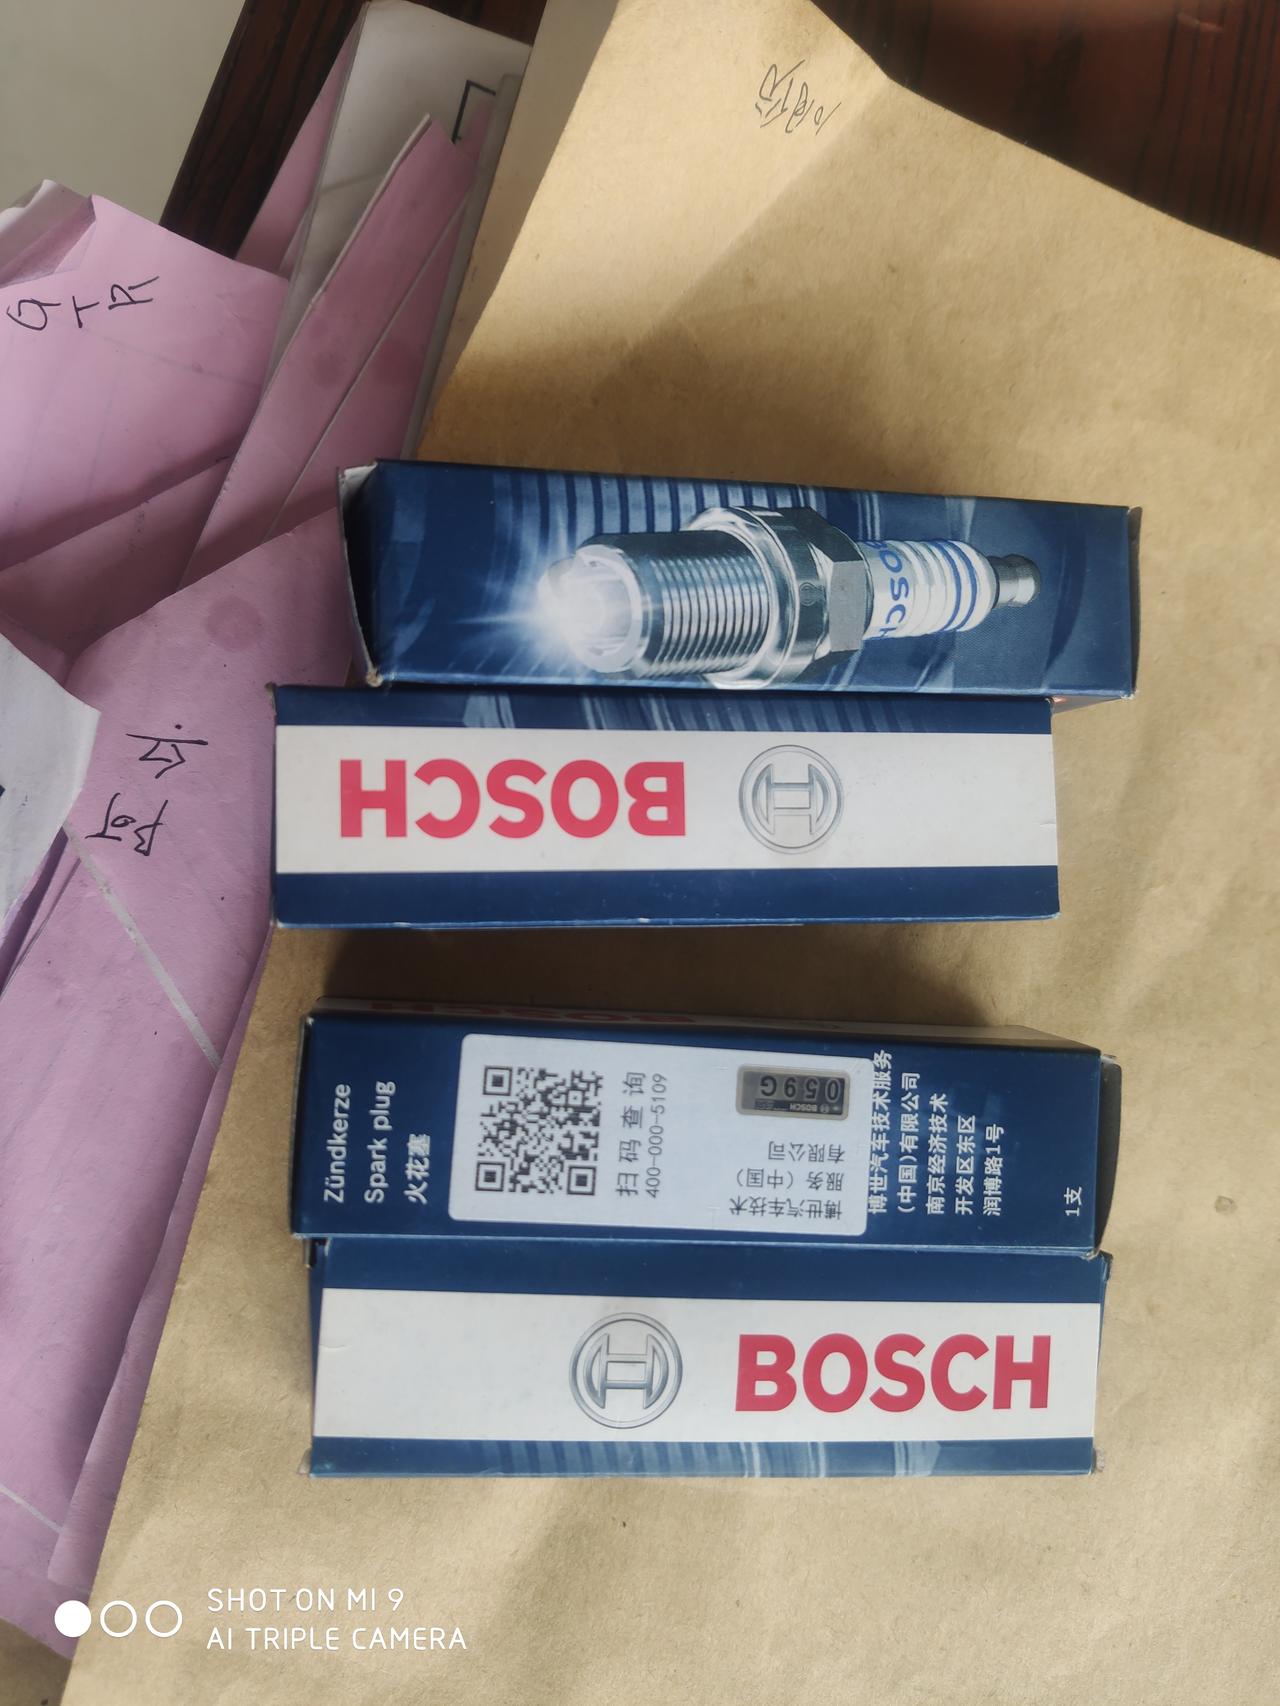 GTR
BOSCH
BOSCH
Zündkerze
Spark plug
火花塞
扫码查询
400-000-5109
059G
BOSCH
博世汽车技术
服务（中国）
有限公司
博世汽车技术服务
(中国)有限公司
南京经济技术
开发区东区
润博路1号
1支
BOSCH
SHOT ON MI 9
AI TRIPLE CAMERA